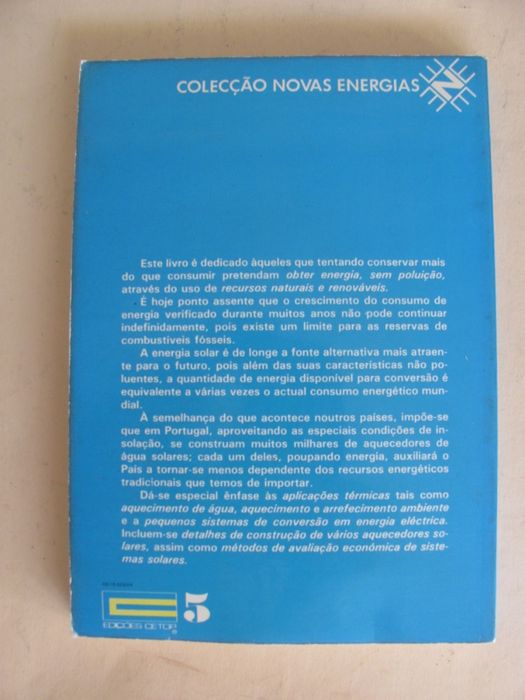 COLECÇÃO NOVAS ENERGIAS
Este livro é dedicado àqueles que tentando conservar mais
do que consumir pretendam obter energia, sem poluição,
através do uso de recursos naturais e renováveis.
É hoje ponto assente que o crescimento do consumo de
energia verificado durante muitos anos não pode continuar
indefinidamente, pois existe um limite para as reservas de
combustíveis fósseis.
A energia solar é de longe a fonte alternativa mais atraen-
te para o futuro, pois além das suas características não po-
luentes, a quantidade de energia disponível para conversão é
equivalente a várias vezes o actual consumo energético mun-
dial.
À semelhança do que acontece noutros países, impõe-se
que em Portugal, aproveitando as especiais condições de in-
solação, se construam muitos milhares de aquecedores de
água solares; cada um deles, poupando energia, auxiliará o
País a tornar-se menos dependente dos recursos energéticos
tradicionais que temos de importar.
Dá-se especial ênfase às aplicações térmicas tais como
aquecimento de água, aquecimento e arrefecimento ambiente
e a pequenos sistemas de conversão em energia eléctrica.
Incluem-se detalhes de construção de vários aquecedores so-
lares, assim como métodos de avaliação económica de siste-
mas solares.
EDIÇÕES CETOP ®
5